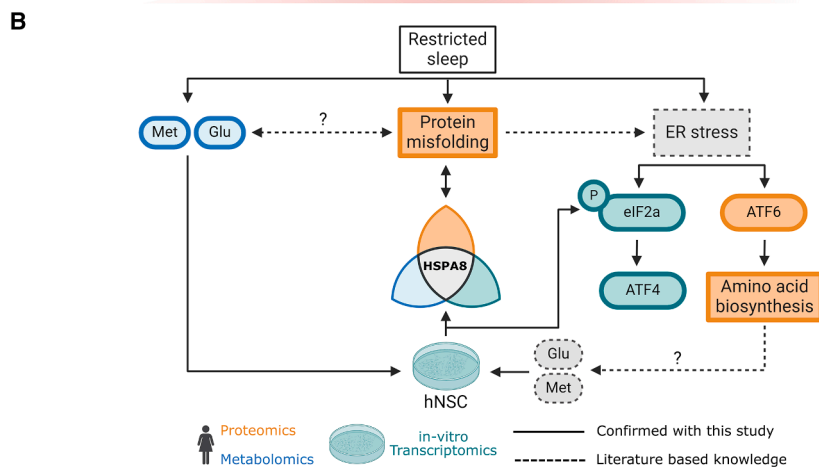 B
Restricted
sleep
Met
Glu
?
Protein
misfolding
ER stress
P
eIF2a
ATF6
HSPA8
ATF4
Amino acid
biosynthesis
Glu
?
Met
hNSC
Proteomics
Metabolomics
in-vitro
Transcriptomics
Confirmed with this study
Literature based knowledge